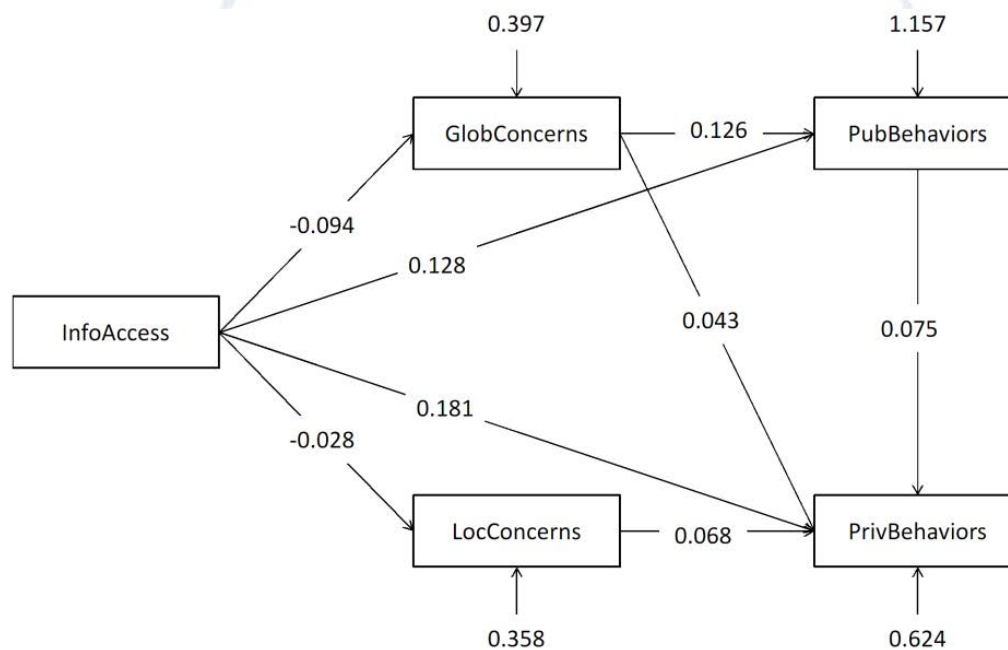 0.397
1.157
GlobConcerns
0.126
PubBehaviors
-0.094
0.128
InfoAccess
0.043
0.075
0.181
-0.028
LocConcerns
0.068
PrivBehaviors
0.358
0.624